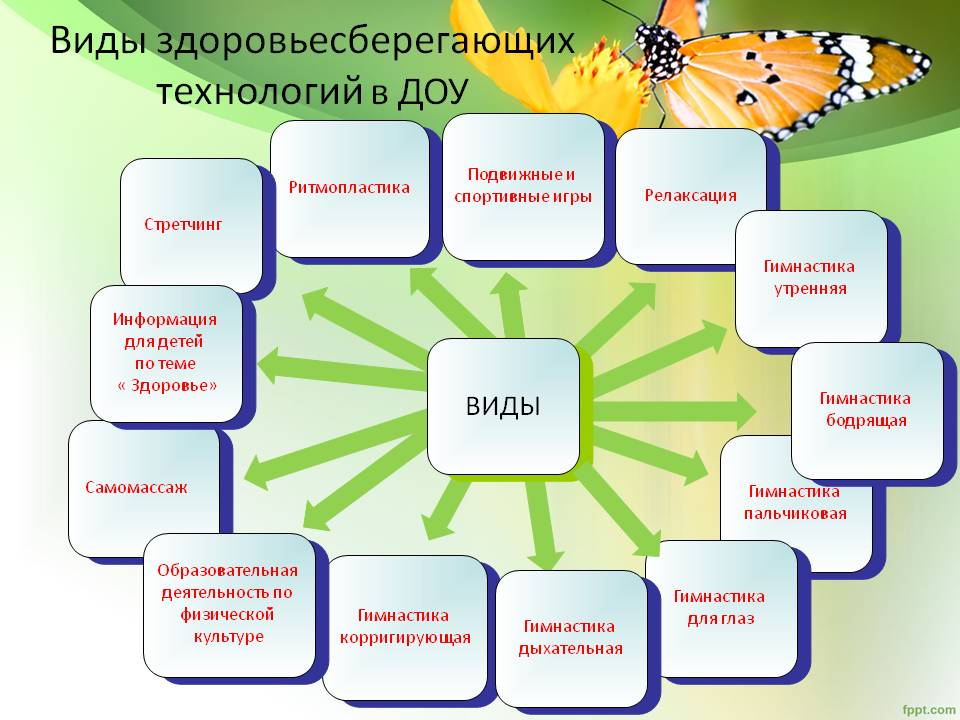 Виды здоровьесберегающих
технологий в ДОУ
Подвижные и
спортивные игры
Ритмопластика
Релаксация
Стретчинг
Гимнастика
утренняя
Информация
для детей
по теме
« Здоровье»
Гимнастика
бодрящая
ВИДЫ
Самомассаж
Гимнастика
пальчиковая
Образовательная
деятельность по
физической
культуре
Гимнастика
для глаз
Гимнастика
корригирующая
Гимнастика
дыхательная
fppt.com